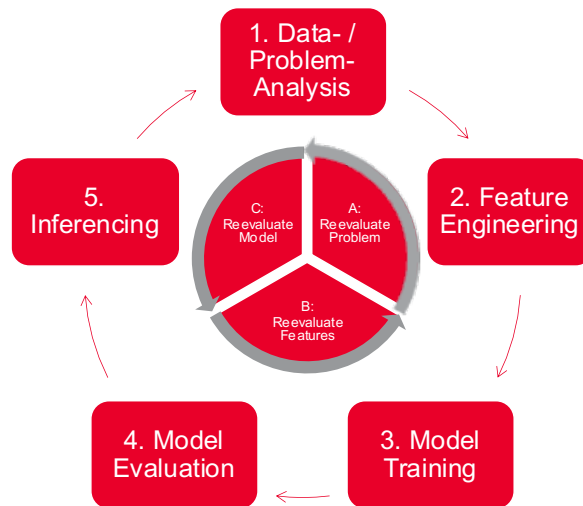 1. Data- /
Problem-
Analysis
2. Feature
Engineering
3. Model
Training
4. Model
Evaluation
5.
Inferencing
A:
Reevaluate
Problem
B:
Reevaluate
Features
C:
Reevaluate
Model